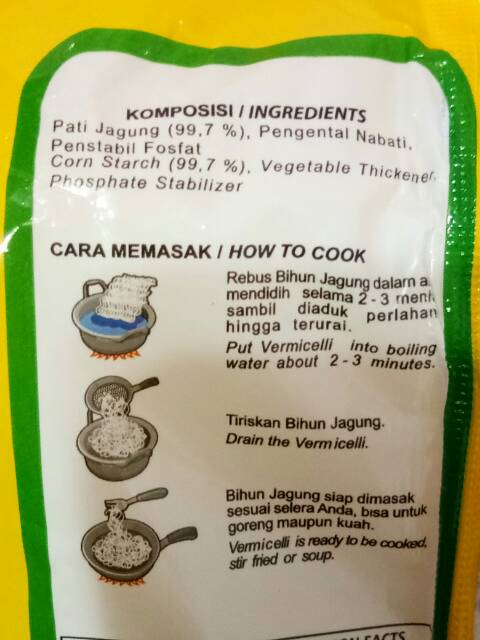 KOMPOSISI / INGREDIENTS
Pati Jagung (99,7 %), Pengental Nabati,
Penstabil Fosfat
Corn Starch (99,7 %), Vegetable Thickener,
Phosphate Stabilizer
CARA MEMASAK / HOW TO COOK
Rebus Bihun Jagung dalam
mendidih selama 2 - 3
sambil diaduk perlahan
hingga terurai.
Put Vermicelli into boiling
water about 2 - 3 minutes.
Tiriskan Bihun Jagung.
Drain the Vermicelli.
Bihun Jagung siap dimasak
sesuai selera Anda, bisa untuk
goreng maupun kuah.
Vermicelli is ready to be cooked,
stir fried or soup.
FACTS